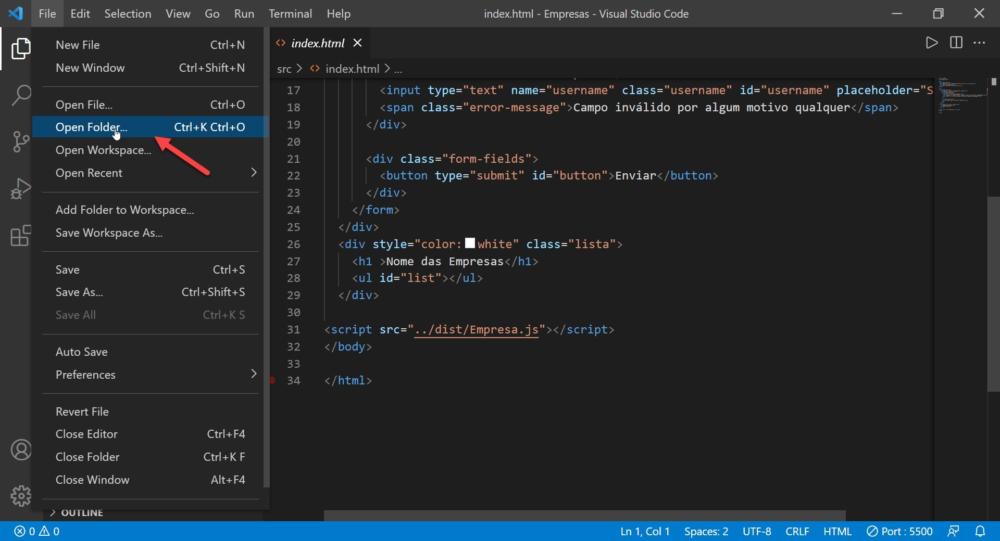 File Edit Selection View Go Run Terminal Help index.html - Empresas - Visual Studio Code
New File Ctrl+N
New Window Ctrl+Shift+N
Open File... Ctrl+O
Open Folder... Ctrl+K Ctrl+O
Open Workspace...
Open Recent
Add Folder to Workspace...
Save Workspace As...
Save Ctrl+S
Save As... Ctrl+Shift+S
Save All Ctrl+K S
Auto Save
Preferences
Revert File
Close Editor Ctrl+F4
Close Folder Ctrl+K F
Close Window Alt+F4
OUTLINE
<> index.html
src > <> index.html > ...
17 <input type="text" name="username" class="username" id="username" placeholder="S
18 <span class="error-message">Campo inválido por algum motivo qualquer</span>
19 </div>
20
21 <div class="form-fields">
22 <button type="submit" id="button">Enviar</button>
23 </div>
24 </form>
25 </div>
26 <div style="color: white" class="lista">
27 <h1 >Nome das Empresas</h1>
28 <ul id="list"></ul>
29 </div>
30
31 <script src="../dist/Empresa.js"></script>
32 </body>
33
34 </html>
0 0 Ln 1, Col 1 Spaces: 2 UTF-8 CRLF HTML Port : 5500